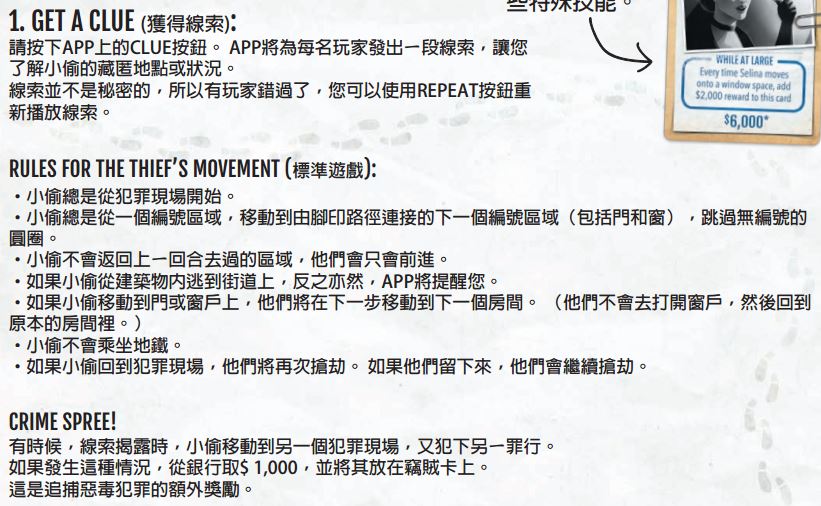 些特殊技能。
1. GET A CLUE (獲得線索):
請按下APP上的CLUE按鈕。 APP將為每名玩家發出一段線索，讓您
了解小偷的藏匿地點或狀況。
線索並不是秘密的，所以有玩家錯過了，您可以使用REPEAT按鈕重
新播放線索。
WHILE AT LARGE
Every time Selina moves
onto a window space, add
$2,000 reward to this card
$6,000*
RULES FOR THE THIEF'S MOVEMENT (標準遊戲):
・小偷總是從犯罪現場開始。
・小偷總是從一個編號區域，移動到由腳印路徑連接的下一個編號區域（包括門和窗），跳過無編號的
圓圈。
・小偷不會返回上一回合去過的區域，他們會只會前進。
・如果小偷從建築物內逃到街道上，反之亦然，APP將提醒您。
・如果小偷移動到門或窗戶上，他們將在下一步移動到下一個房間。 （他們不會去打開窗戶，然後回到
原本的房間裡。）
・小偷不會乘坐地鐵。
・如果小偷回到犯罪現場，他們將再次搶劫。 如果他們留下來，他們會繼續搶劫。
CRIME SPREE!
有時候，線索揭露時，小偷移動到另一個犯罪現場，又犯下另一罪行。
如果發生這種情況，從銀行取$ 1,000，並將其放在竊賊卡上。
這是追捕惡毒犯罪的額外獎勵。